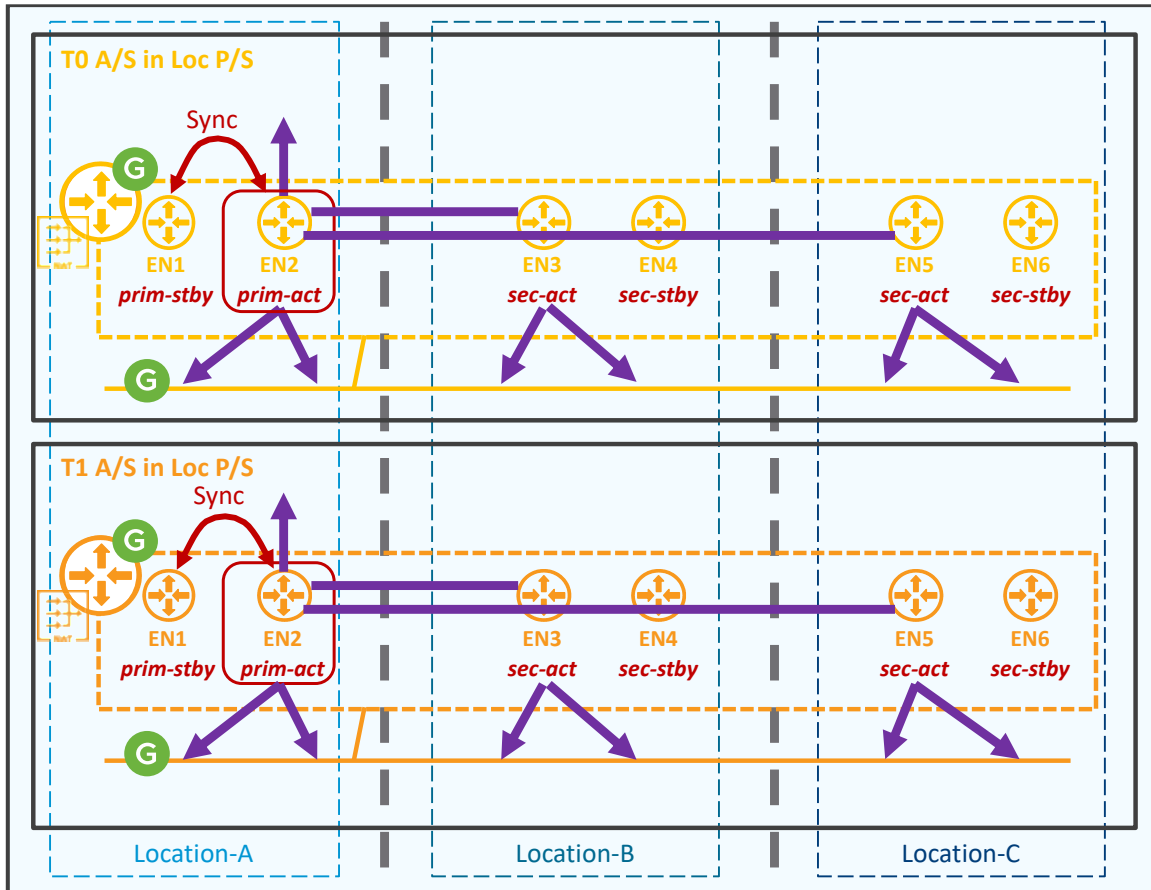 T0 A/S in Loc P/S
Sync
G
EN1 EN2 EN3 EN4 EN5 EN6
prim-stby prim-act sec-act sec-stby sec-act sec-stby
G
T1 A/S in Loc P/S
Sync
G
EN1 EN2 EN3 EN4 EN5 EN6
prim-stby prim-act sec-act sec-stby sec-act sec-stby
G
Location-A Location-B Location-C